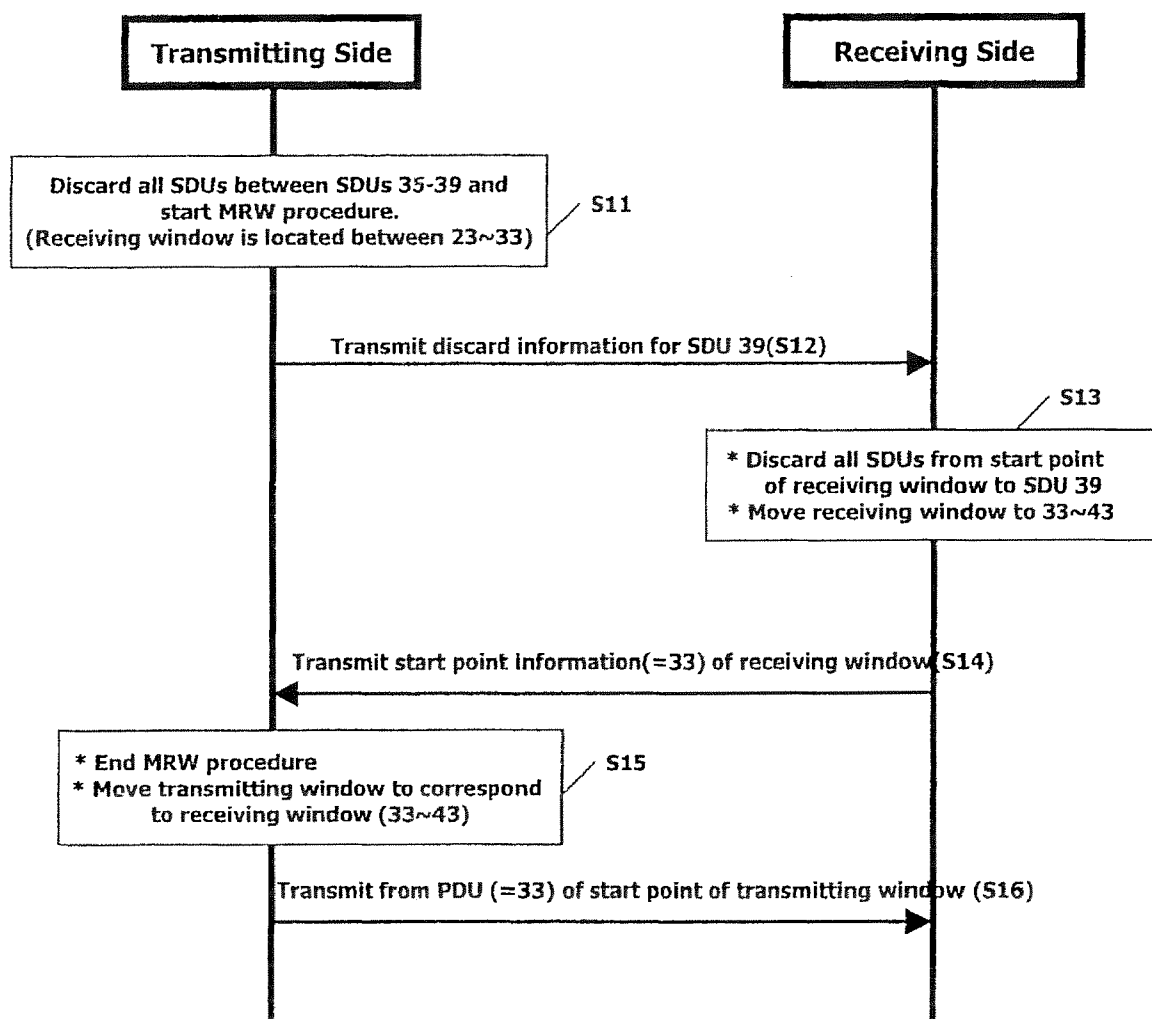 Transmitting Side
Receiving Side
Discard all SDUs between SDUs 35-39 and
start MRW procedure.
(Receiving window is located between 23~33)
S11
Transmit discard information for SDU 39(S12)
S13
* Discard all SDUs from start point
of receiving window to SDU 39
* Move receiving window to 33~43
Transmit start point information(=33) of receiving window(S14)
* End MRW procedure
* Move transmitting window to correspond
to receiving window (33~43)
S15
Transmit from PDU (=33) of start point of transmitting window (S16)